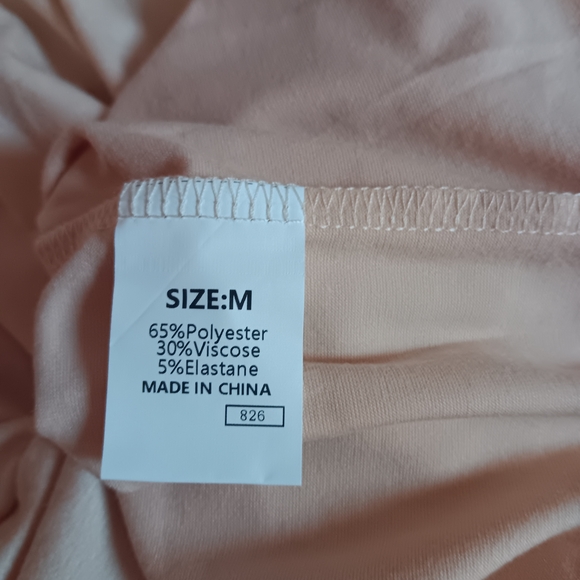 SIZE:M
65%Polyester
30%Viscose
5%Elastane
MADE IN CHINA
826